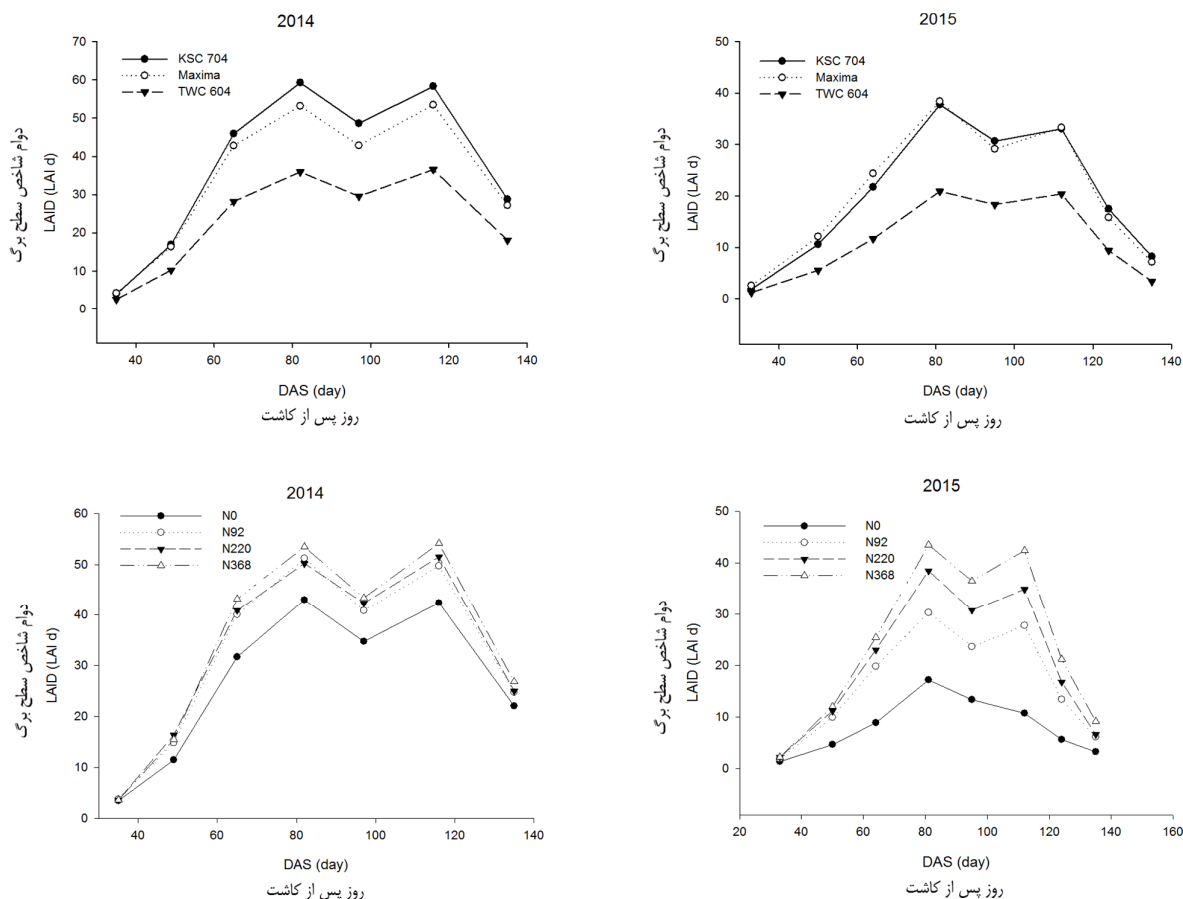 2014
KSC 704
Maxima
TWC 604
70
60
50
40
30
20
10
0
دوام شاخص سطح برگ
LAID (LAI d)
40
60
80
100
120
140
DAS (day)
روز پس از کاشت
2015
KSC 704
Maxima
TWC 604
50
40
30
20
10
0
دوام شاخص سطح برگ
LAID (LAI d)
40
60
80
100
120
140
DAS (day)
روز پس از کاشت
2014
N0
N92
N220
N368
60
50
40
30
20
10
0
دوام شاخص سطح برگ
LAID (LAI d)
40
60
80
100
120
140
DAS (day)
روز پس از کاشت
2015
N0
N92
N220
N368
50
40
30
20
10
0
دوام شاخص سطح برگ
LAID (LAI d)
20
40
60
80
100
120
140
160
DAS (day)
روز پس از کاشت